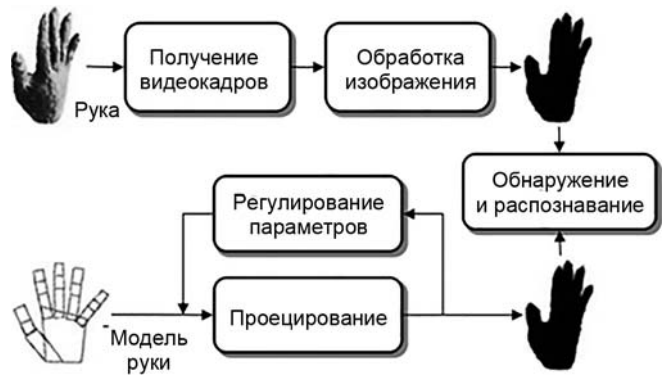 Получение
видеокадров
Обработка
изображения
Рука
Обнаружение
и распознавание
Регулирование
параметров
Проецирование
Модель
руки